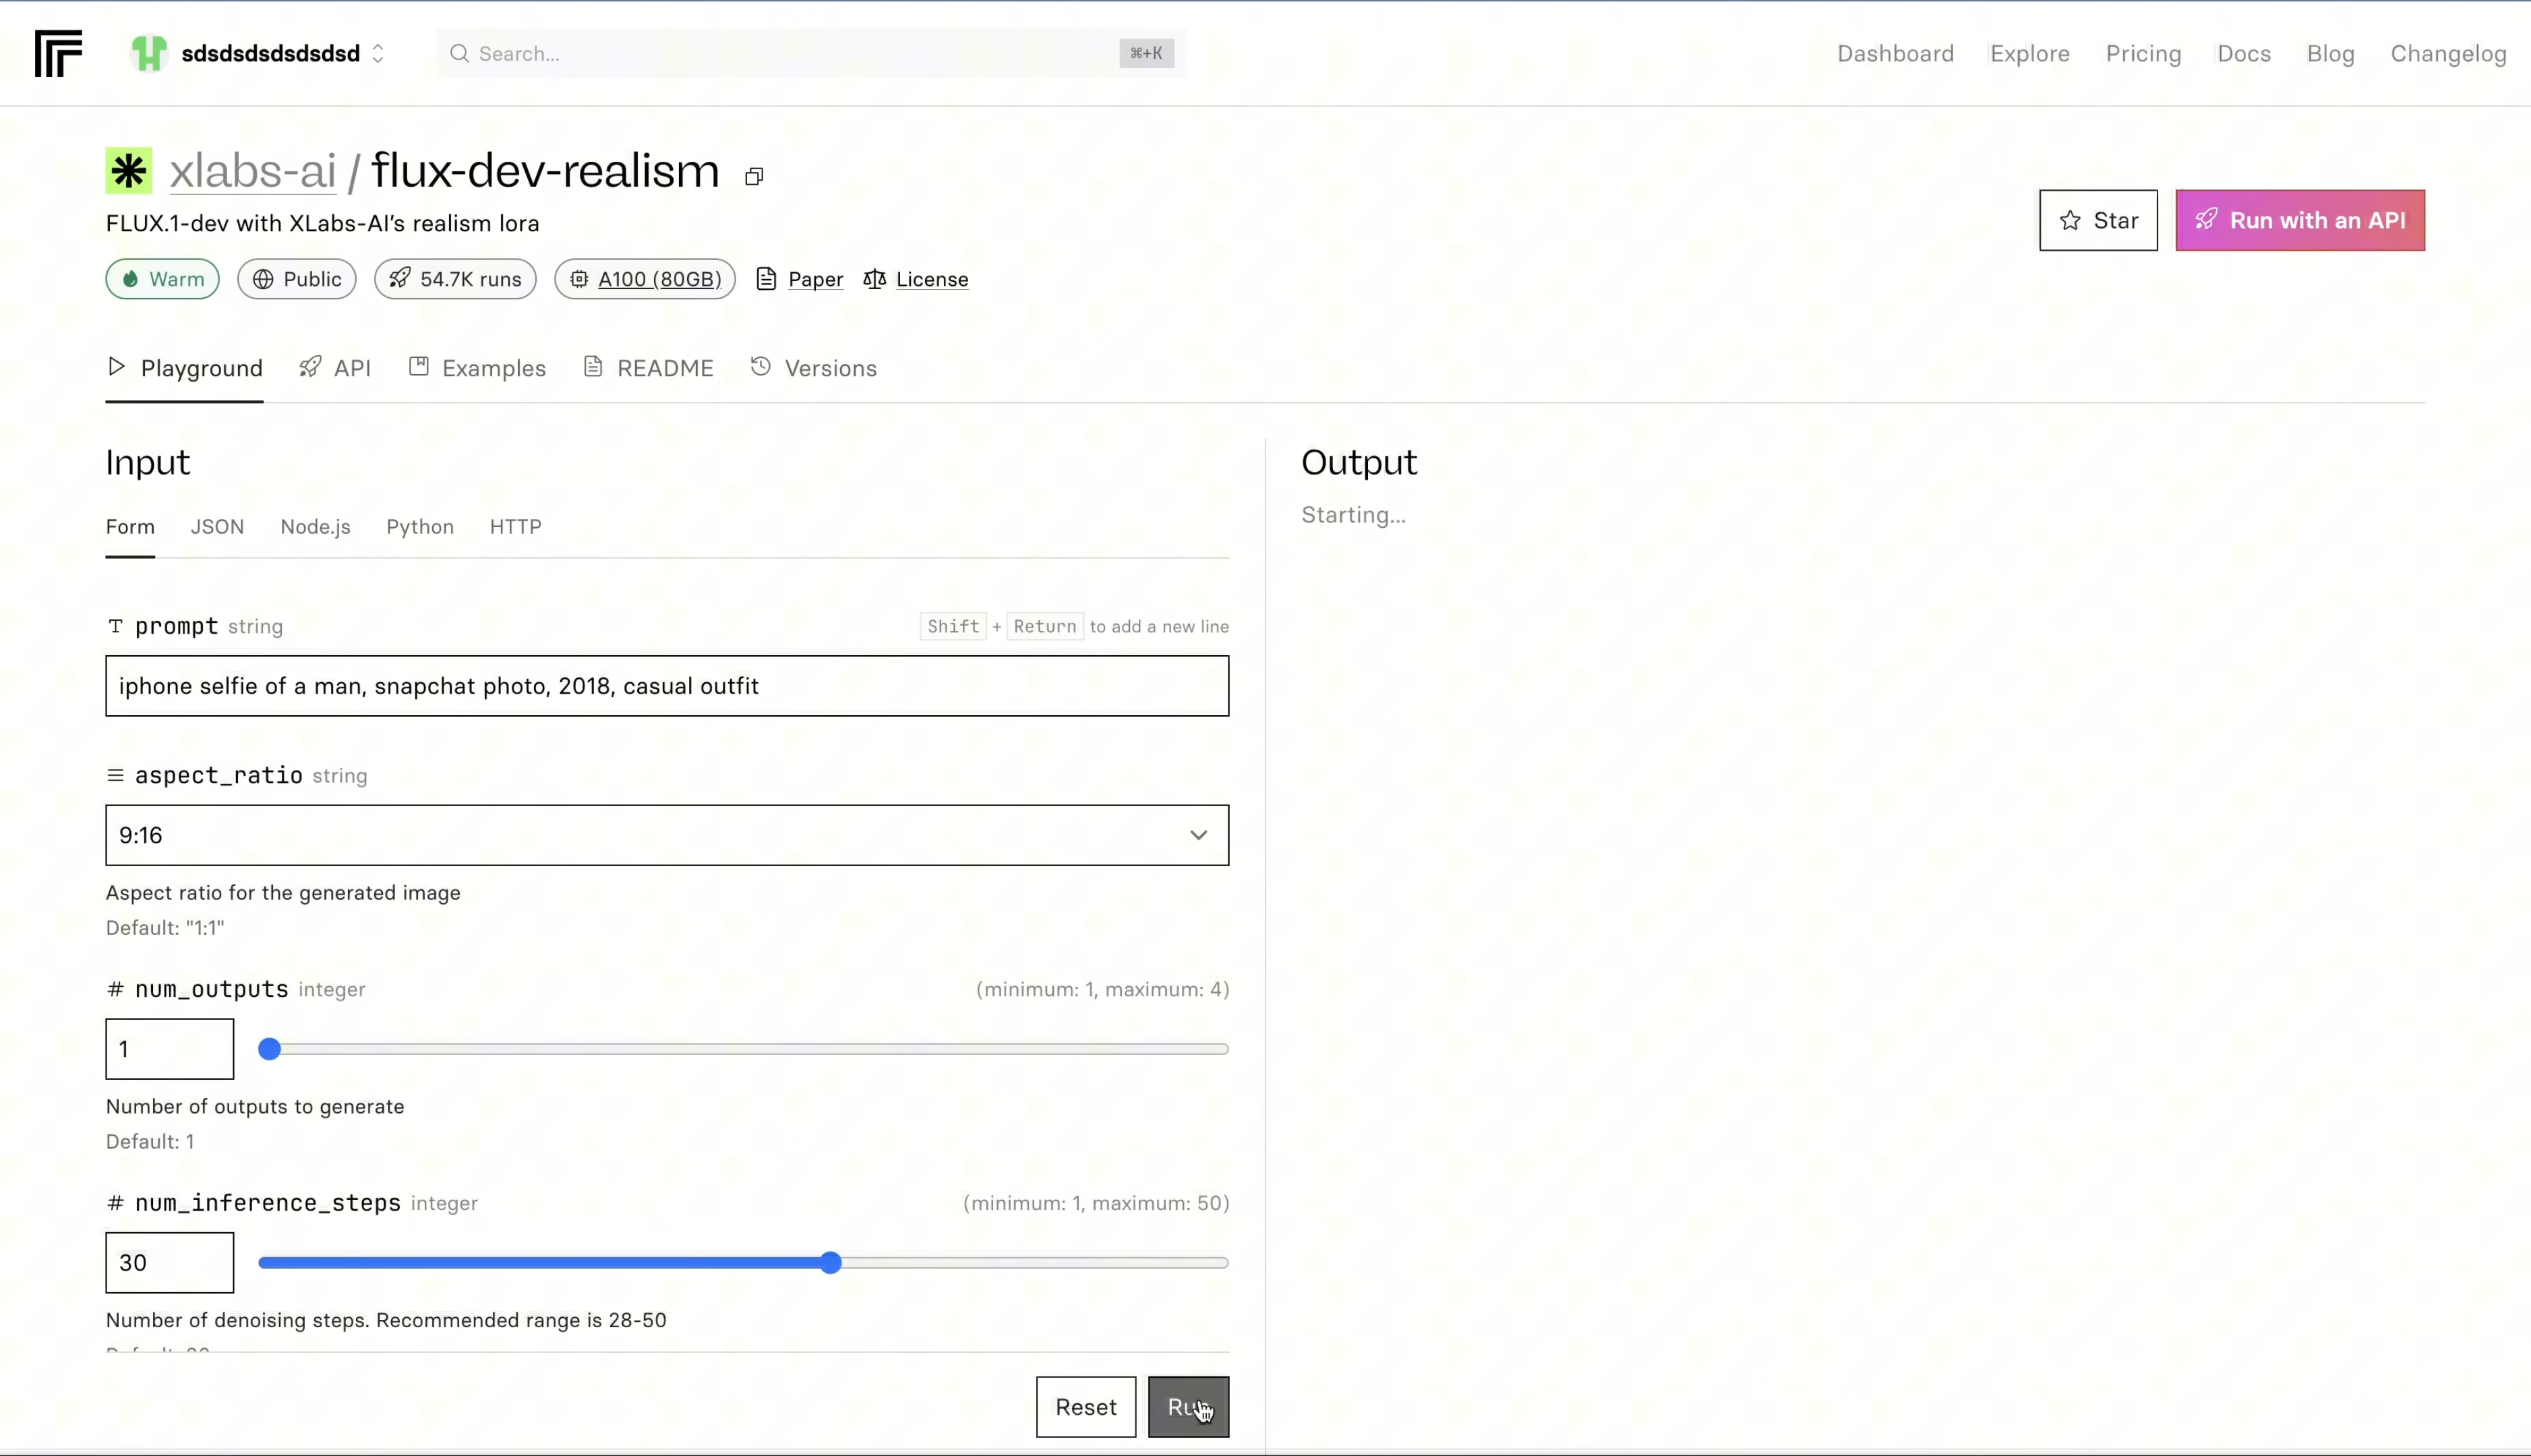 sdsdsdsdsdsdsd
Search...
⌘+K
Dashboard
Explore
Pricing
Docs
Blog
Changelog
xlabs-ai / flux-dev-realism
FLUX.1-dev with XLabs-AI's realism lora
Star
Run with an API
Warm
Public
54.7K runs
A100 (80GB)
Paper
License
Playground
API
Examples
README
Versions
Input
Form
JSON
Node.js
Python
HTTP
prompt string
Shift + Return to add a new line
iphone selfie of a man, snapchat photo, 2018, casual outfit
aspect_ratio string
9:16
Aspect ratio for the generated image
Default: "1:1"
# num_outputs integer
(minimum: 1, maximum: 4)
1
Number of outputs to generate
Default: 1
# num_inference_steps integer
(minimum: 1, maximum: 50)
30
Number of denoising steps. Recommended range is 28-50
Reset
Run
Output
Starting...